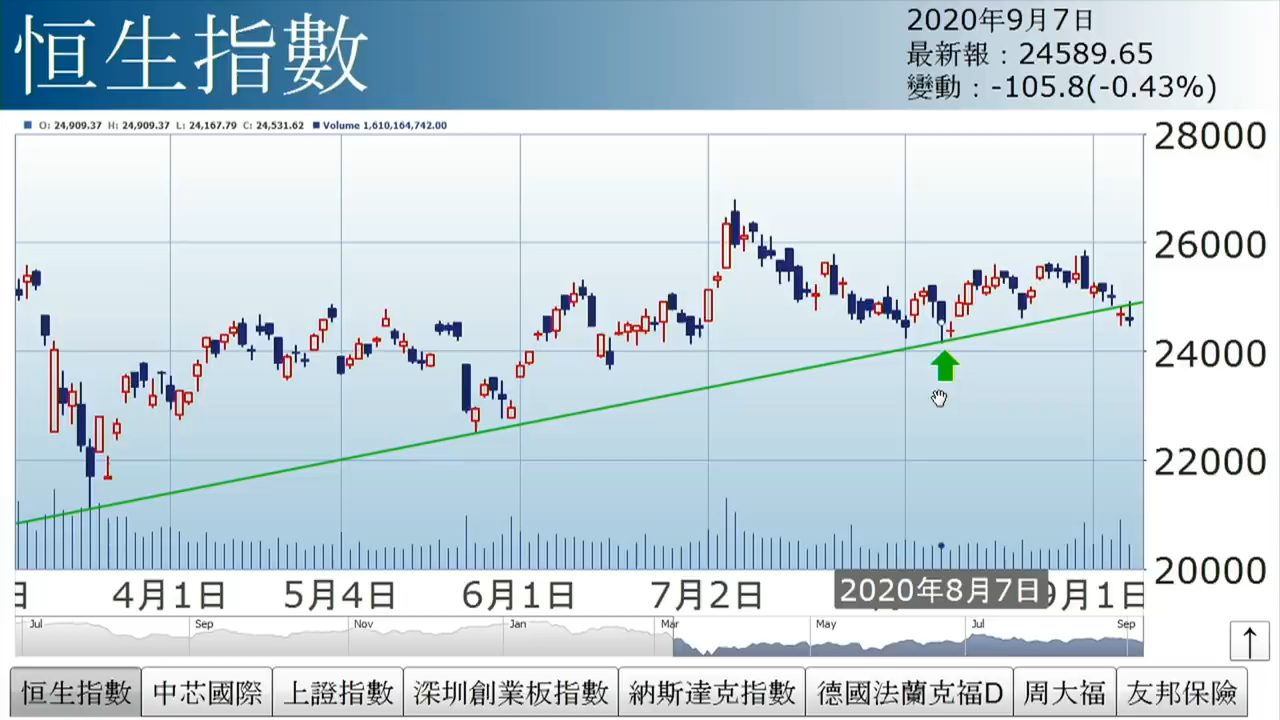 恒生指數
2020年9月7日
最新報：24589.65
變動：-105.8(-0.43%)
O: 24,909.37 H: 24,909.37 L: 24,167.79 C: 24,531.62 Volume 1,610,164,742.00
28000
26000
24000
22000
20000
日 4月1日 5月4日 6月1日 7月2日 2020年8月7日 9月1日
Jul Sep Nov Jan Mar May Jul Sep
↑
恒生指數 中芯國際 上證指數 深圳創業板指數 納斯達克指數 德國法蘭克福D 周大福 友邦保險